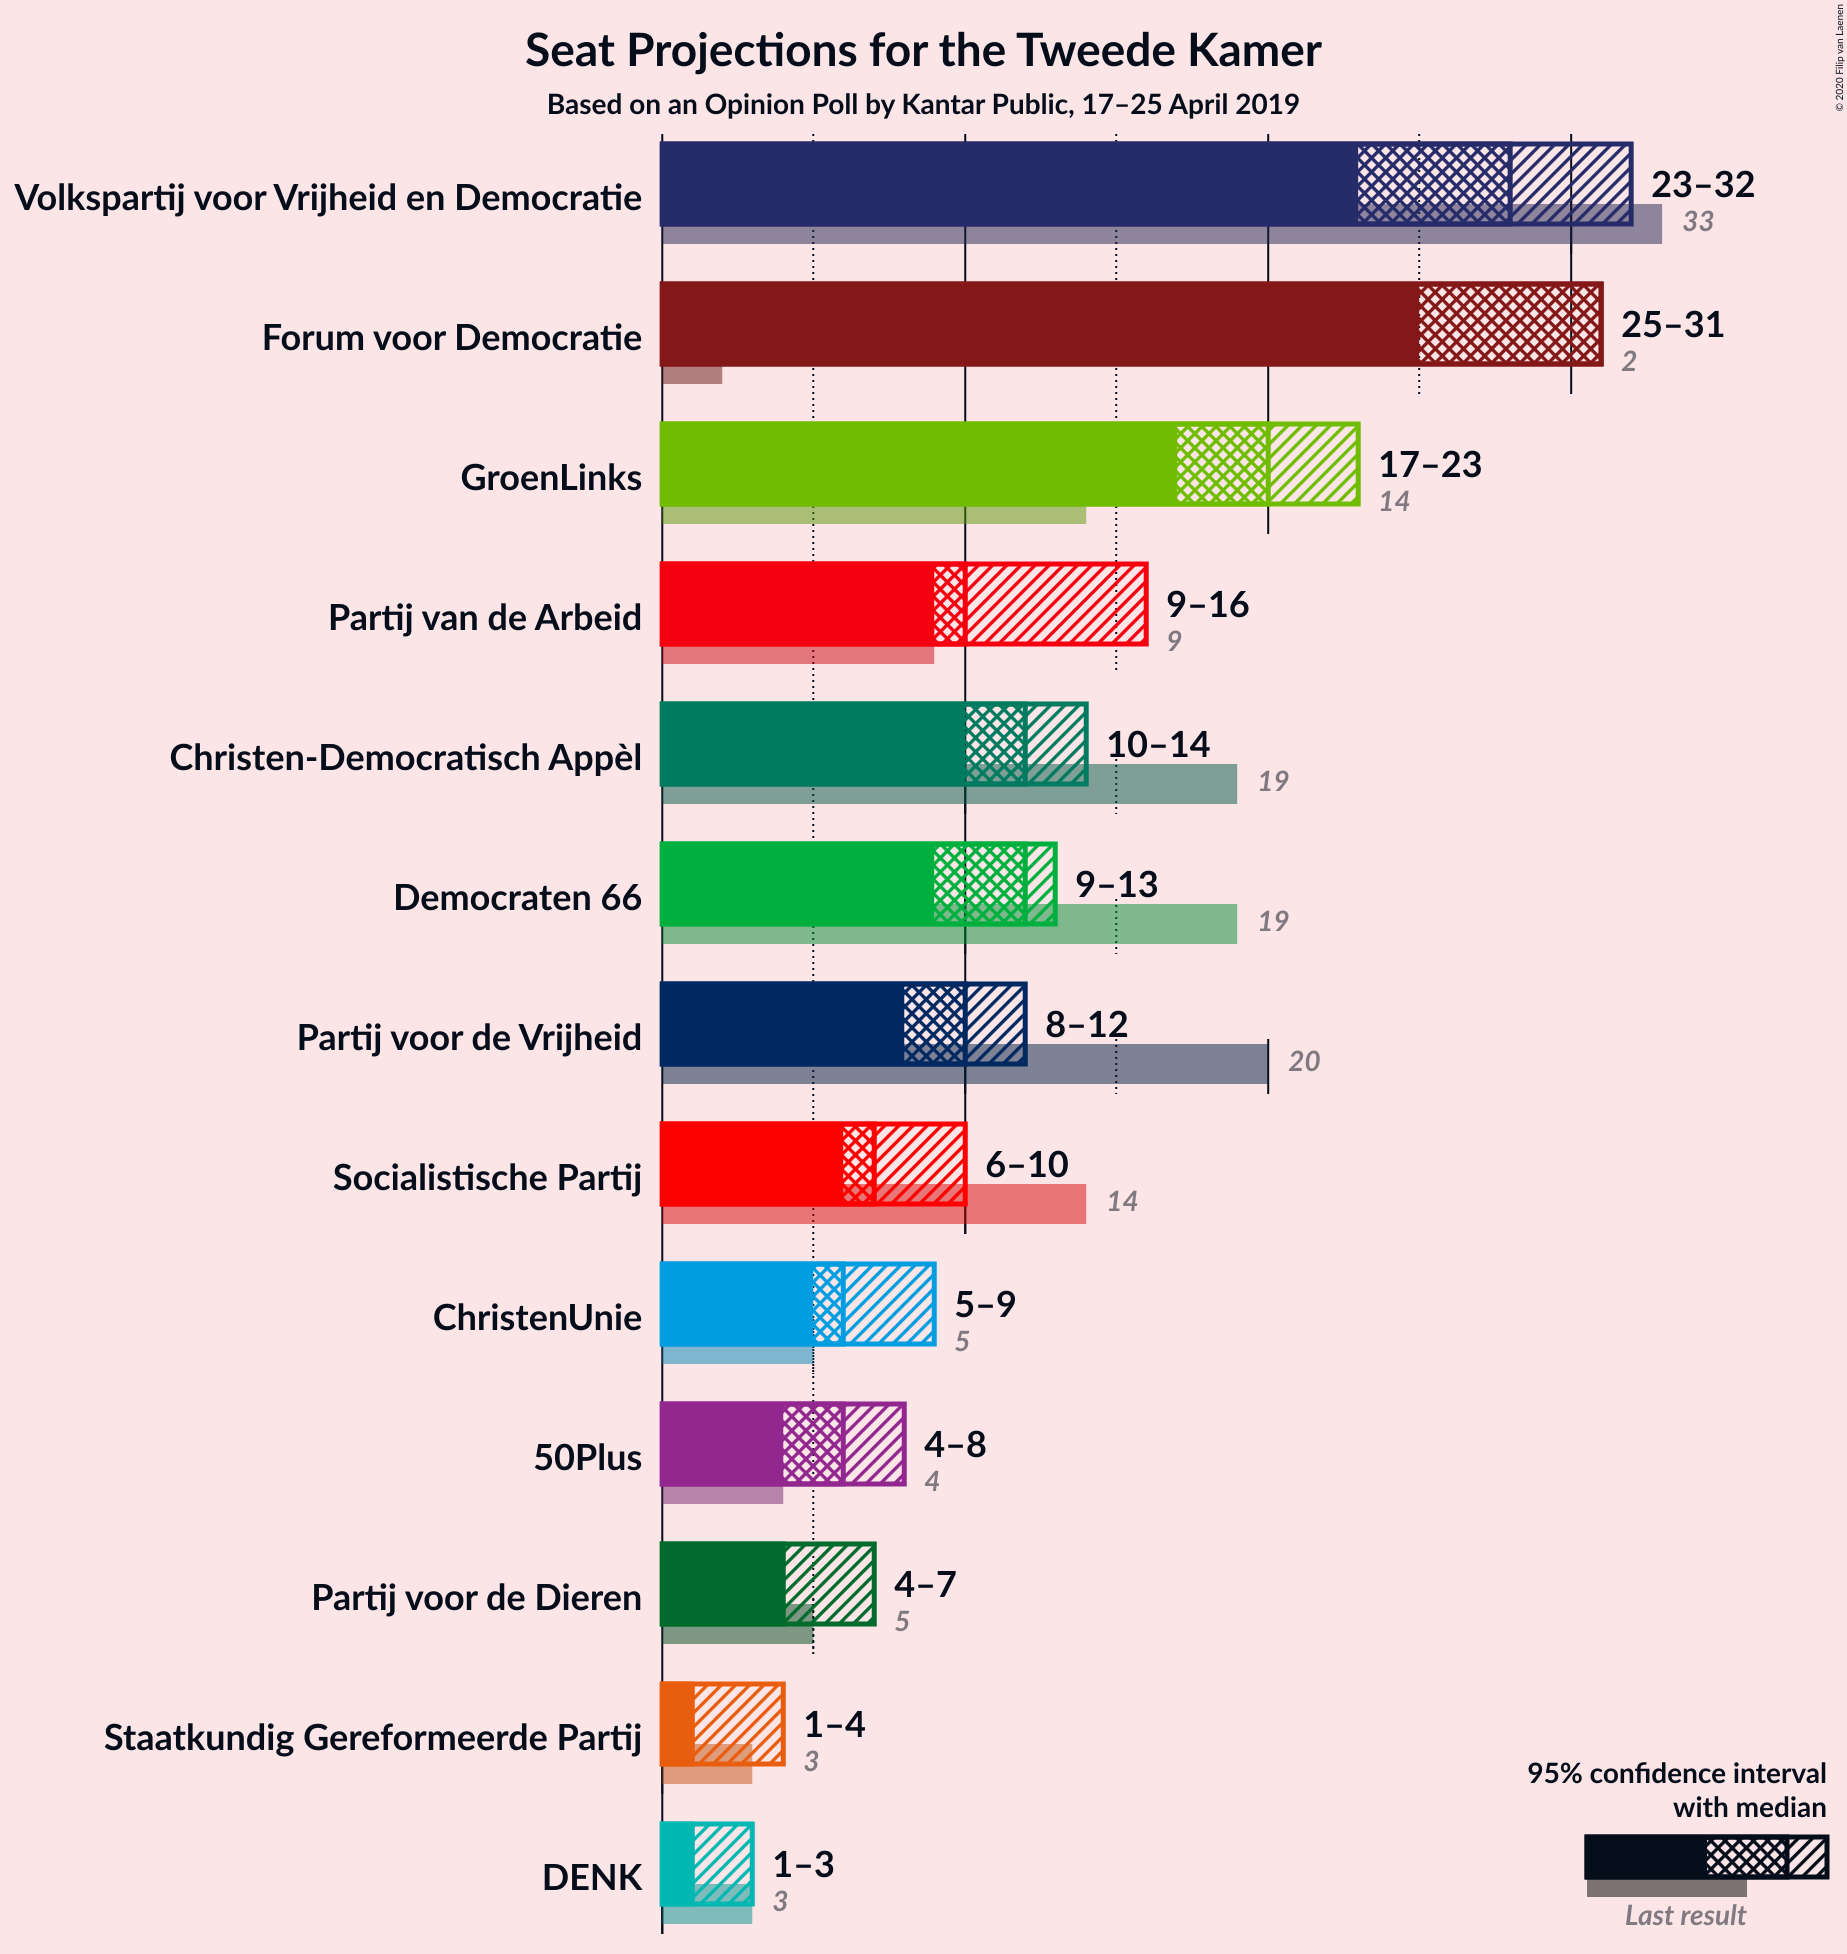 Seat Projections for the Tweede Kamer
Based on an Opinion Poll by Kantar Public, 17–25 April 2019
© 2020 Filip van Laenen
Volkspartij voor Vrijheid en Democratie
23–32
33
Forum voor Democratie
25–31
2
GroenLinks
17–23
14
Partij van de Arbeid
9–16
9
Christen-Democratisch Appèl
10–14
19
Democraten 66
9–13
19
Partij voor de Vrijheid
8–12
20
Socialistische Partij
6–10
14
ChristenUnie
5–9
5
50Plus
4–8
4
Partij voor de Dieren
4–7
5
Staatkundig Gereformeerde Partij
1–4
3
DENK
1–3
3
95% confidence interval
with median
Last result